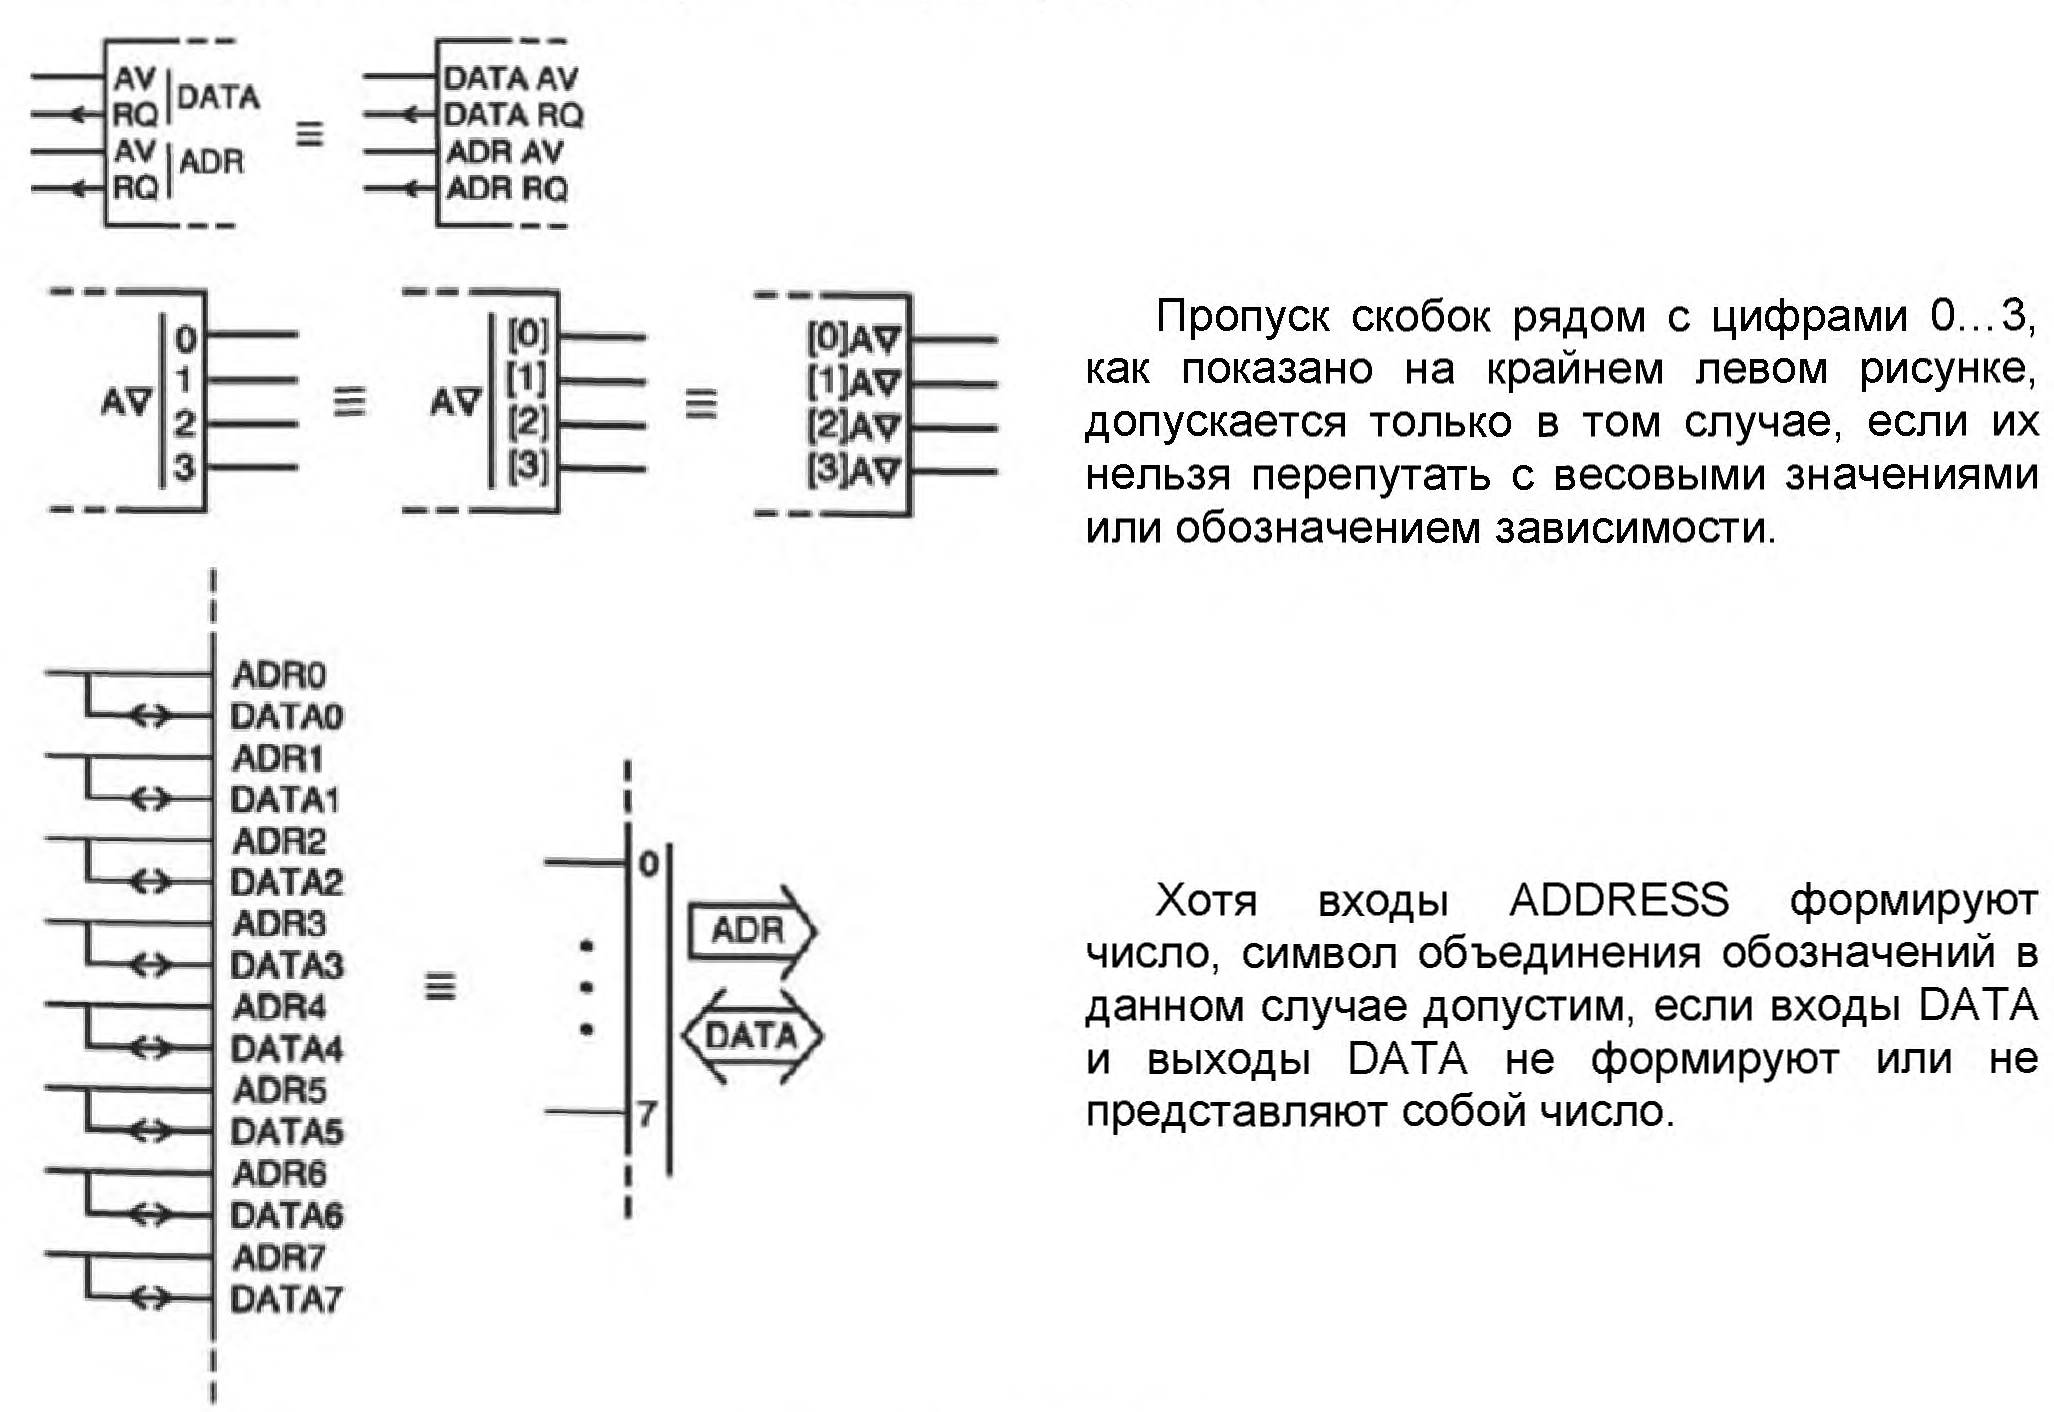 AV
RQ
DATA
AV
RQ
ADR
≡
DATA AV
DATA RQ
ADR AV
ADR RQ
A∇
0
1
2
3
≡
A∇
[0]
[1]
[2]
[3]
≡
[0]A∇
[1]A∇
[2]A∇
[3]A∇
Пропуск скобок рядом с цифрами 0...3,
как показано на крайнем левом рисунке,
допускается только в том случае, если их
нельзя перепутать с весовыми значениями
или обозначением зависимости.
ADR0
DATA0
ADR1
DATA1
ADR2
DATA2
ADR3
DATA3
ADR4
DATA4
ADR5
DATA5
ADR6
DATA6
ADR7
DATA7
≡
0
7
ADR
DATA
Хотя входы ADDRESS формируют
число, символ объединения обозначений в
данном случае допустим, если входы DATA
и выходы DATA не формируют или не
представляют собой число.